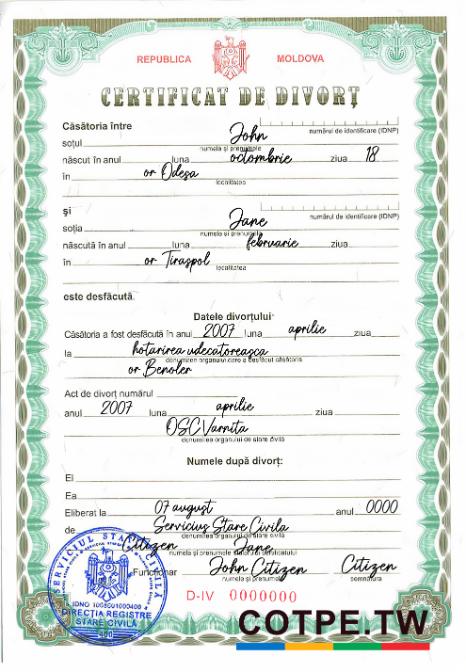 REPUBLICA MOLDOVA
CERTIFICAT DE DIVORȚ
Căsătoria între
numărul de identificare (IDNP)
soțul John
numele și prenumele
născut în anul luna octombrie ziua 18
în or Odesa
localitatea
și
numărul de identificare (IDNP)
soția Jane
numele și prenumele
născută în anul luna februarie ziua
în or Tiraspol
localitatea
este desfăcută.
Datele divorțului:
Căsătoria a fost desfăcută în anul 2007 luna aprilie ziua
la hotarirea udecatoreasca
denumirea organului care a desfăcut căsătoria
or Benoler
Act de divorț numărul
anul 2007 luna aprilie ziua
OSC Varnita
denumirea organului de stare civilă
Numele după divorț:
El
Ea
Eliberat la 07 august anul 0000
de Servicius Stare Civila
denumirea organului de stare civilă
Citizen Jane
numele și prenumele certificatului
Funcționar John Citizen Citizen
numele și prenumele semnătura
SERVICIUL STARE CIVILĂ
IDNO 1006601000406
DIRECȚIA REGISTRE
STARE CIVILĂ
400
D-IV 0000000
COTPE.TW